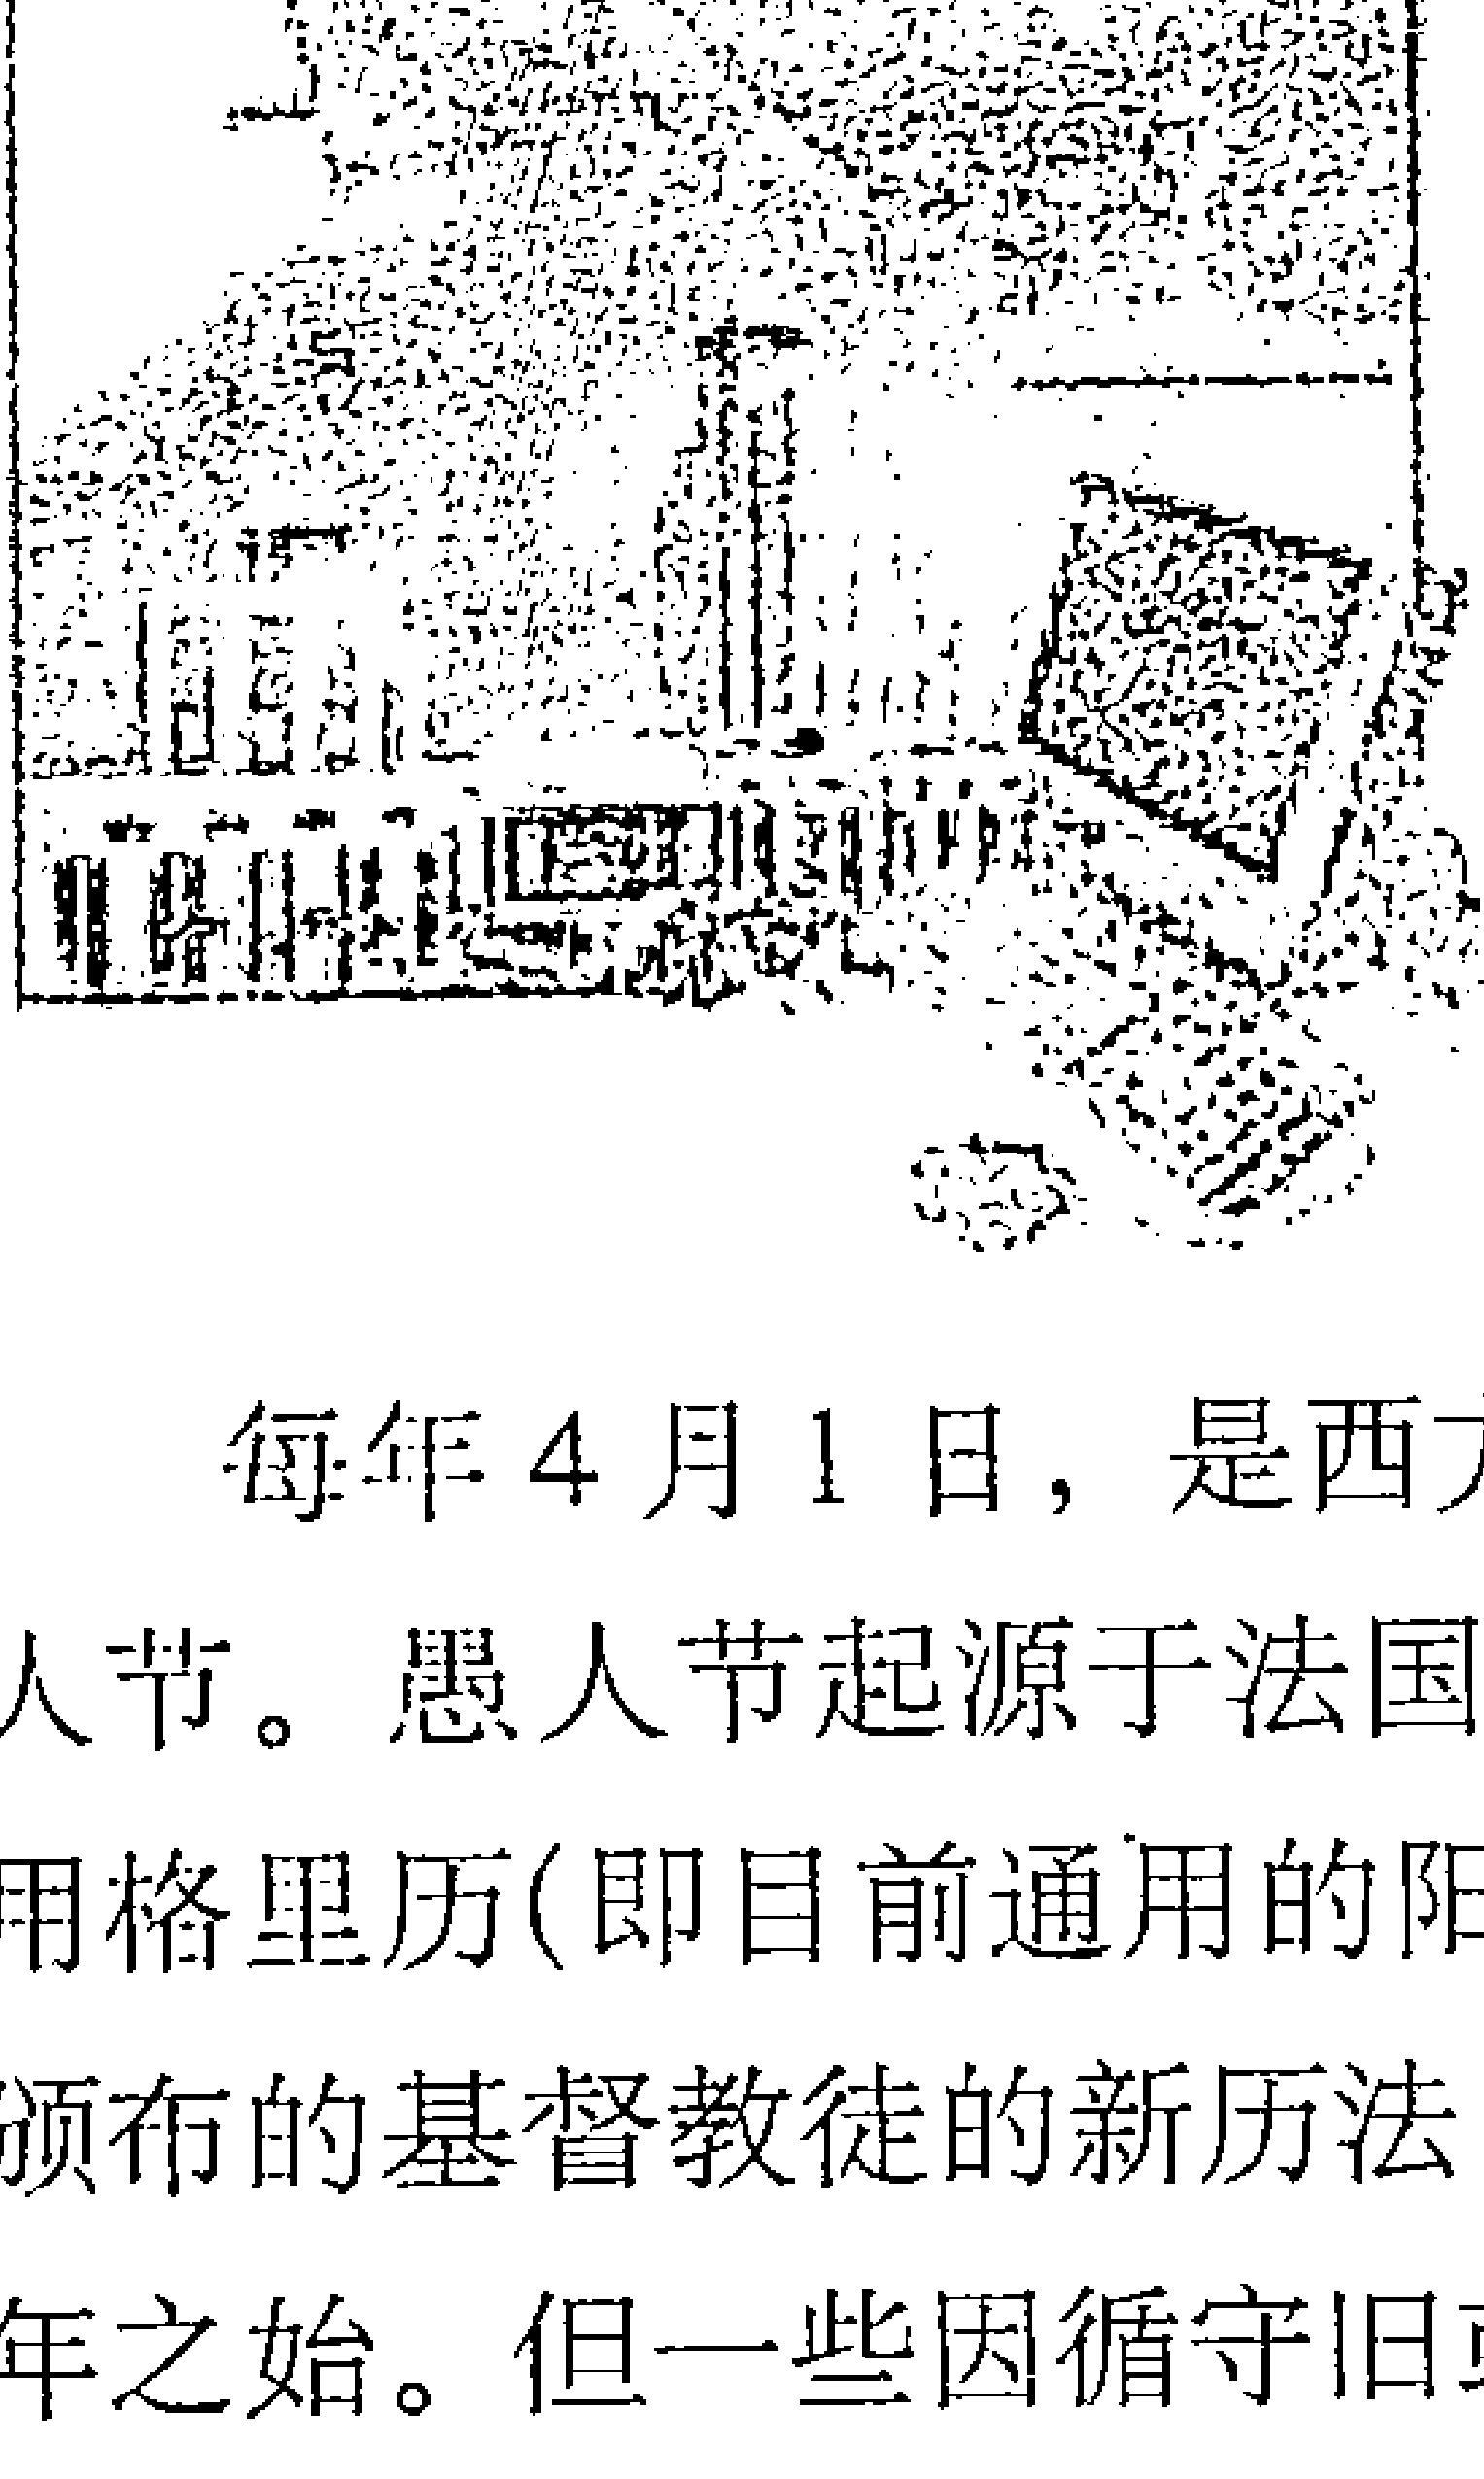 每年4月1日，是西方
人节。愚人节起源于法国
用格里历(即目前通用的阳
颁布的基督教徒的新历法
年之始。但一些因循守旧